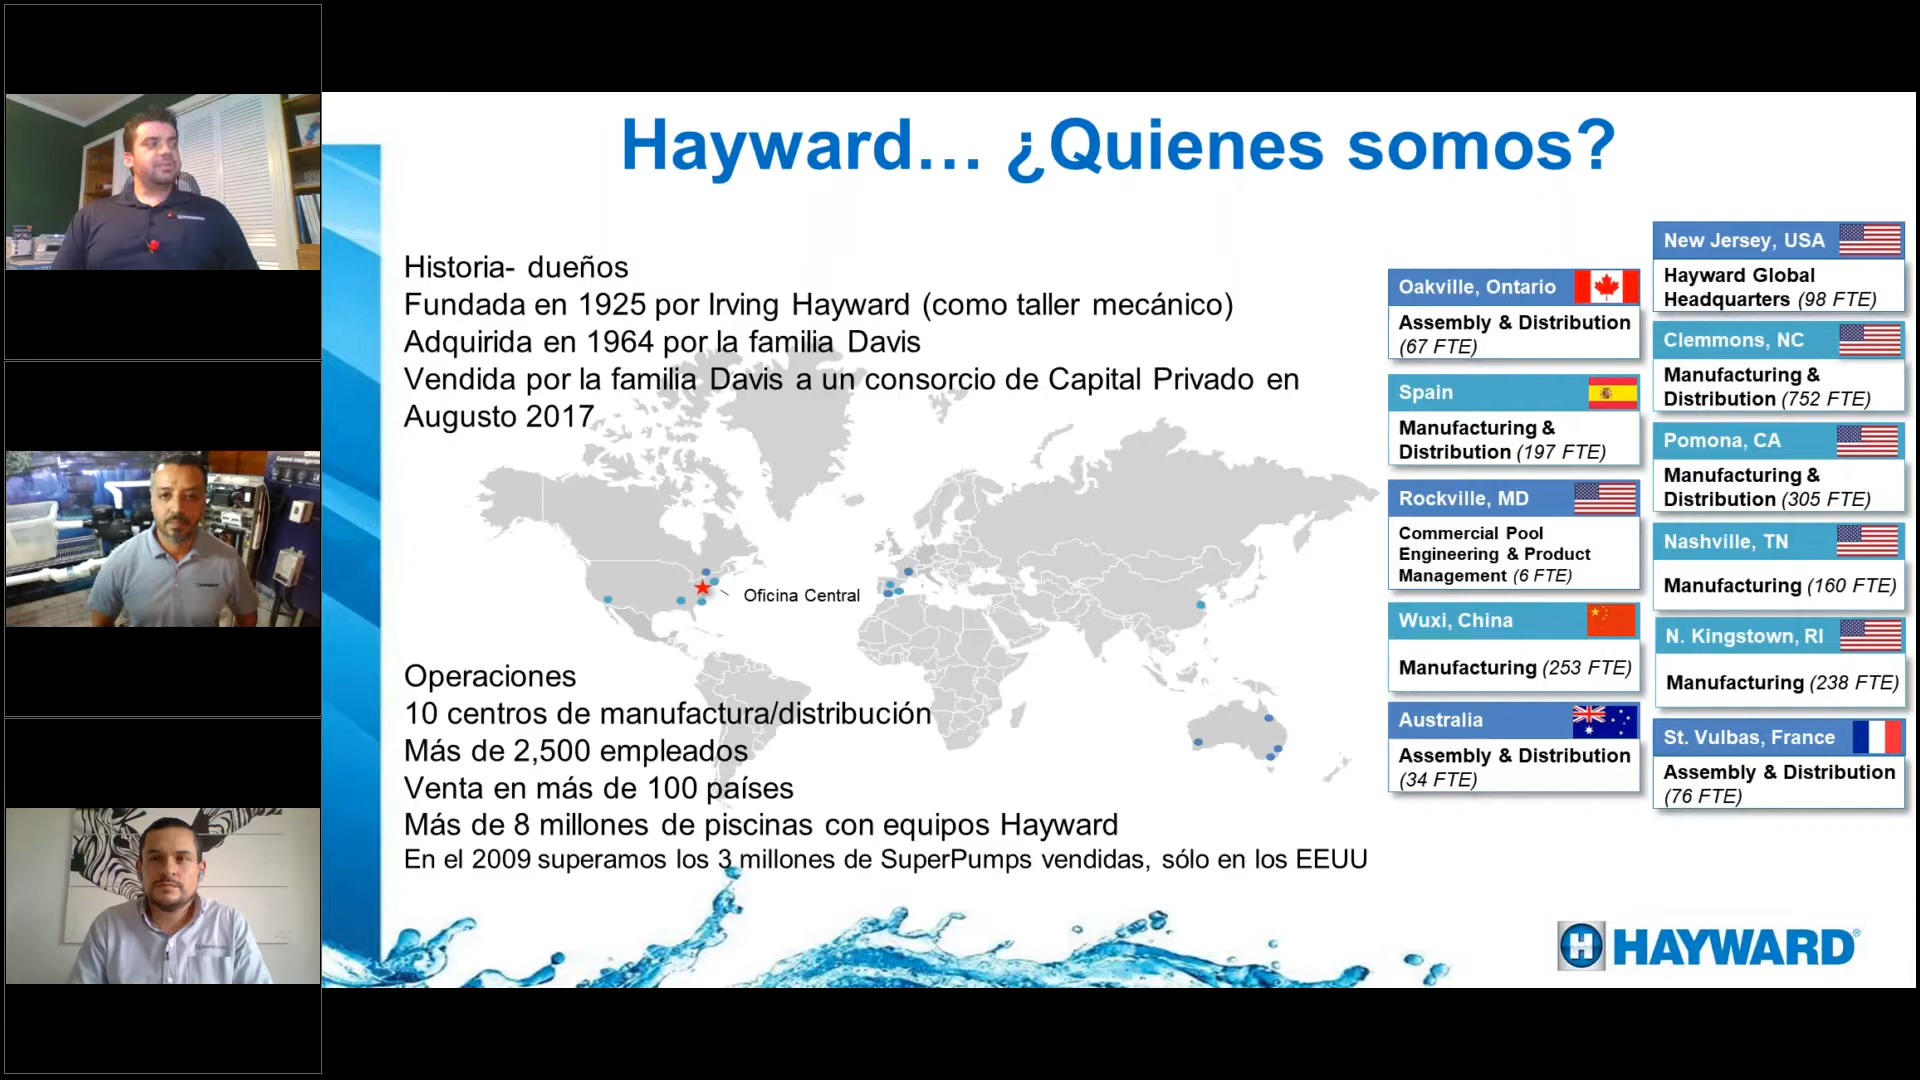 Hayward… ¿Quienes somos?
Historia- dueños
Fundada en 1925 por Irving Hayward (como taller mecánico)
Adquirida en 1964 por la familia Davis
Vendida por la familia Davis a un consorcio de Capital Privado en
Augusto 2017
Oficina Central
Operaciones
10 centros de manufactura/distribución
Más de 2,500 empleados
Venta en más de 100 países
Más de 8 millones de piscinas con equipos Hayward
En el 2009 superamos los 3 millones de SuperPumps vendidas, sólo en los EEUU
Oakville, Ontario
Assembly & Distribution
(67 FTE)
Spain
Manufacturing &
Distribution (197 FTE)
Rockville, MD
Commercial Pool
Engineering & Product
Management (6 FTE)
Wuxi, China
Manufacturing (253 FTE)
Australia
Assembly & Distribution
(34 FTE)
New Jersey, USA
Hayward Global
Headquarters (98 FTE)
Clemmons, NC
Manufacturing &
Distribution (752 FTE)
Pomona, CA
Manufacturing &
Distribution (305 FTE)
Nashville, TN
Manufacturing (160 FTE)
N. Kingstown, RI
Manufacturing (238 FTE)
St. Vulbas, France
Assembly & Distribution
(76 FTE)
H HAYWARD®